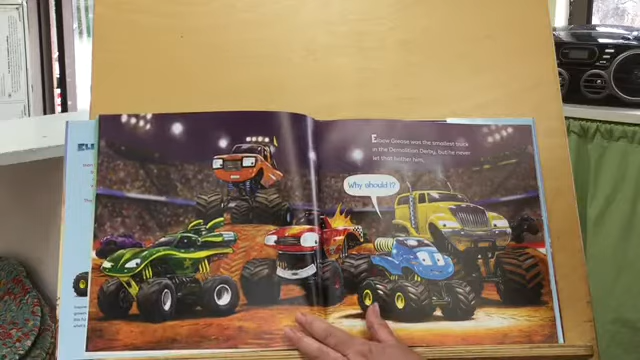 Elbow Grease was the smallest truck
in the Demolition Derby, but he never
let that bother him.
Why should I?
EL